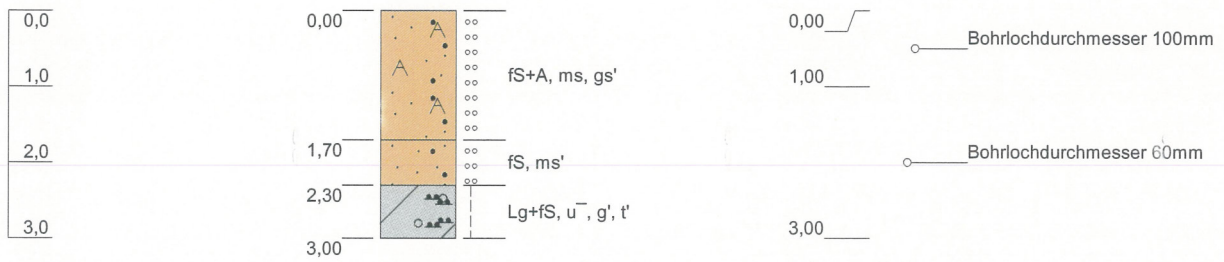 0,0
0,00
0,00
Bohrlochdurchmesser 100mm
A
A
fS+A, ms, gs'
1,0
1,00
A
1,70
2,0
fS, ms'
Bohrlochdurchmesser 60mm
2,30
Lg+fS, u¯, g', t'
3,0
3,00
3,00